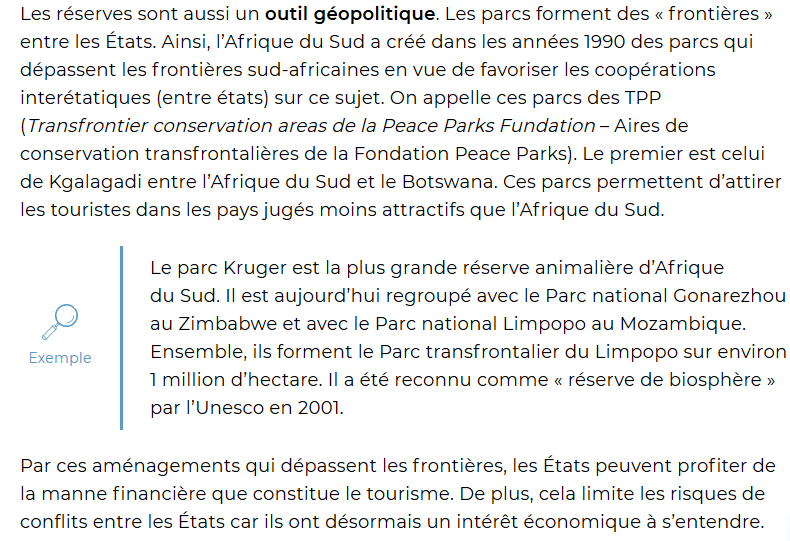 Les réserves sont aussi un outil géopolitique. Les parcs forment des « frontières »
entre les États. Ainsi, l’Afrique du Sud a créé dans les années 1990 des parcs qui
dépassent les frontières sud-africaines en vue de favoriser les coopérations
interétatiques (entre états) sur ce sujet. On appelle ces parcs des TPP
(Transfrontier conservation areas de la Peace Parks Fundation – Aires de
conservation transfrontalières de la Fondation Peace Parks). Le premier est celui
de Kgalagadi entre l’Afrique du Sud et le Botswana. Ces parcs permettent d’attirer
les touristes dans les pays jugés moins attractifs que l’Afrique du Sud.
Exemple
Le parc Kruger est la plus grande réserve animalière d’Afrique
du Sud. Il est aujourd’hui regroupé avec le Parc national Gonarezhou
au Zimbabwe et avec le Parc national Limpopo au Mozambique.
Ensemble, ils forment le Parc transfrontalier du Limpopo sur environ
1 million d’hectare. Il a été reconnu comme « réserve de biosphère »
par l’Unesco en 2001.
Par ces aménagements qui dépassent les frontières, les États peuvent profiter de
la manne financière que constitue le tourisme. De plus, cela limite les risques de
conflits entre les États car ils ont désormais un intérêt économique à s’entendre.